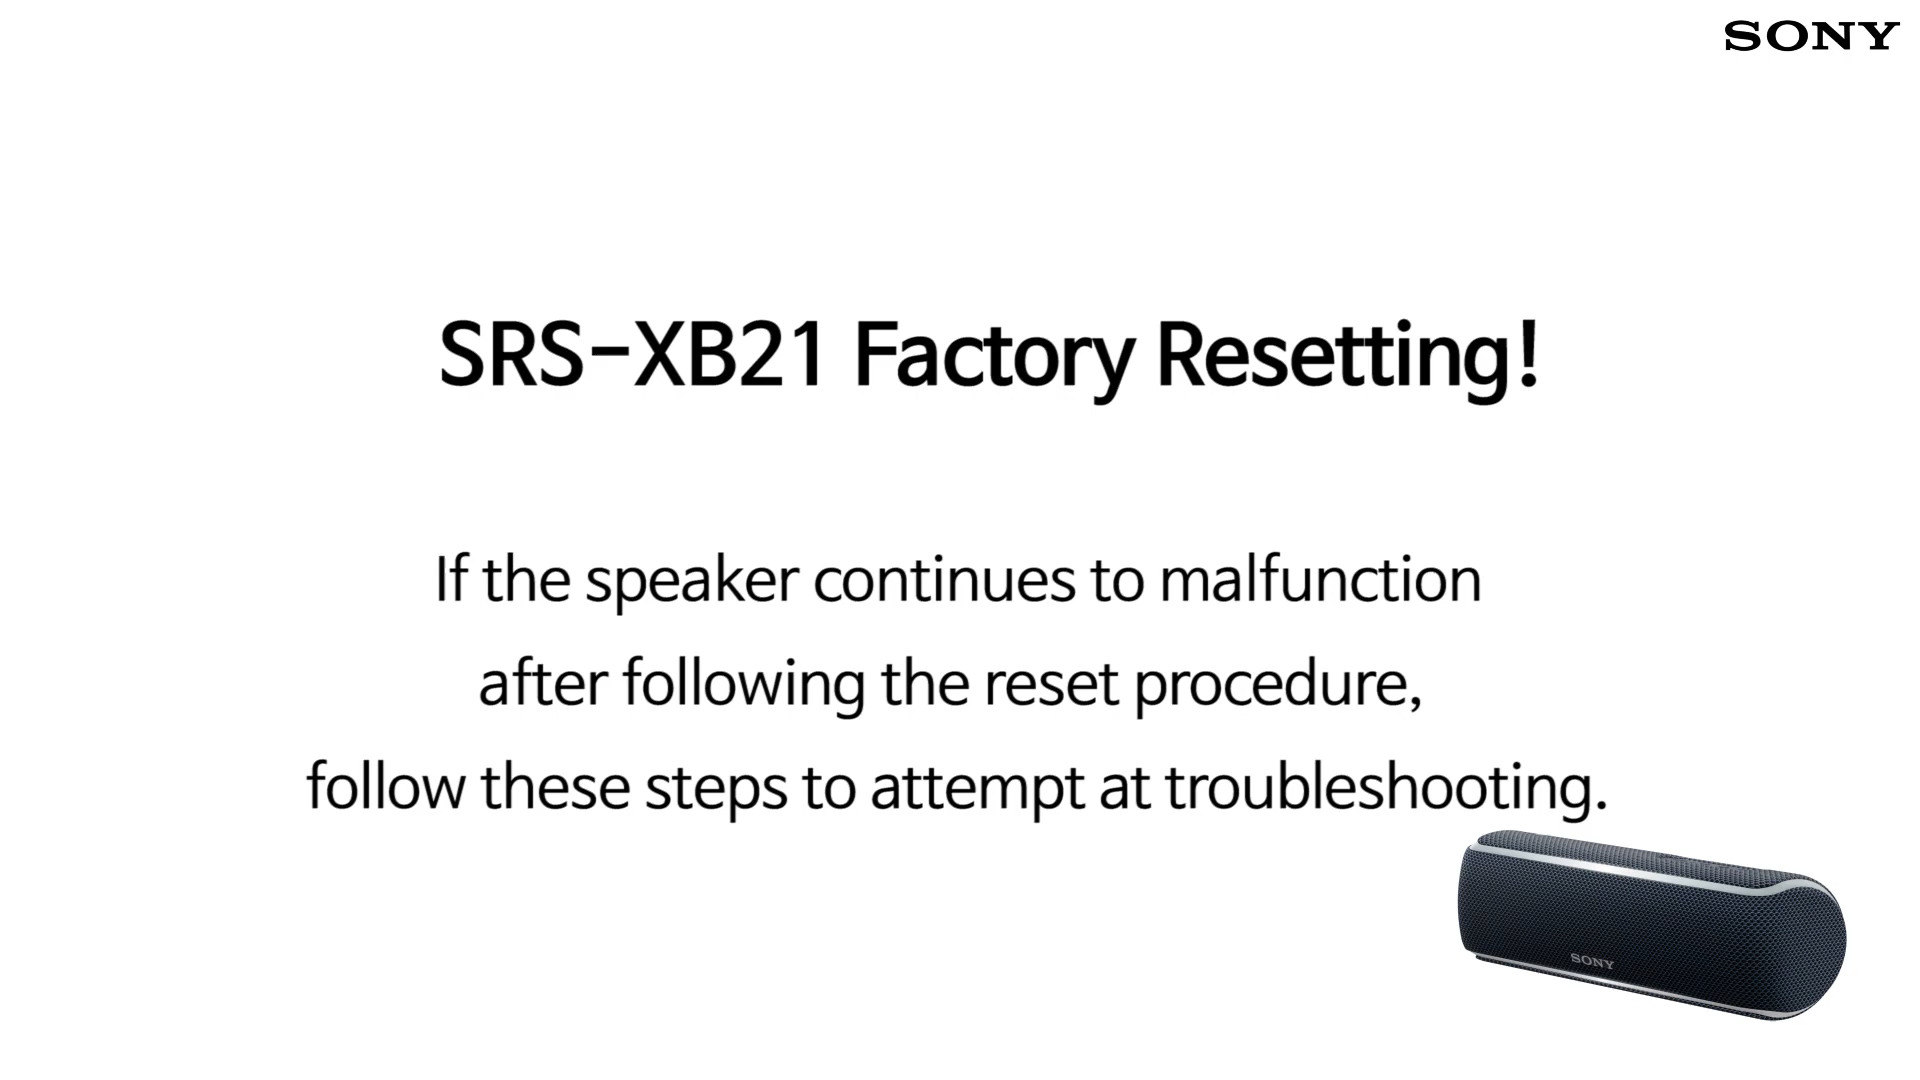 SONY
SRS-XB21 Factory Resetting!
If the speaker continues to malfunction
after following the reset procedure,
follow these steps to attempt at troubleshooting.
SONY